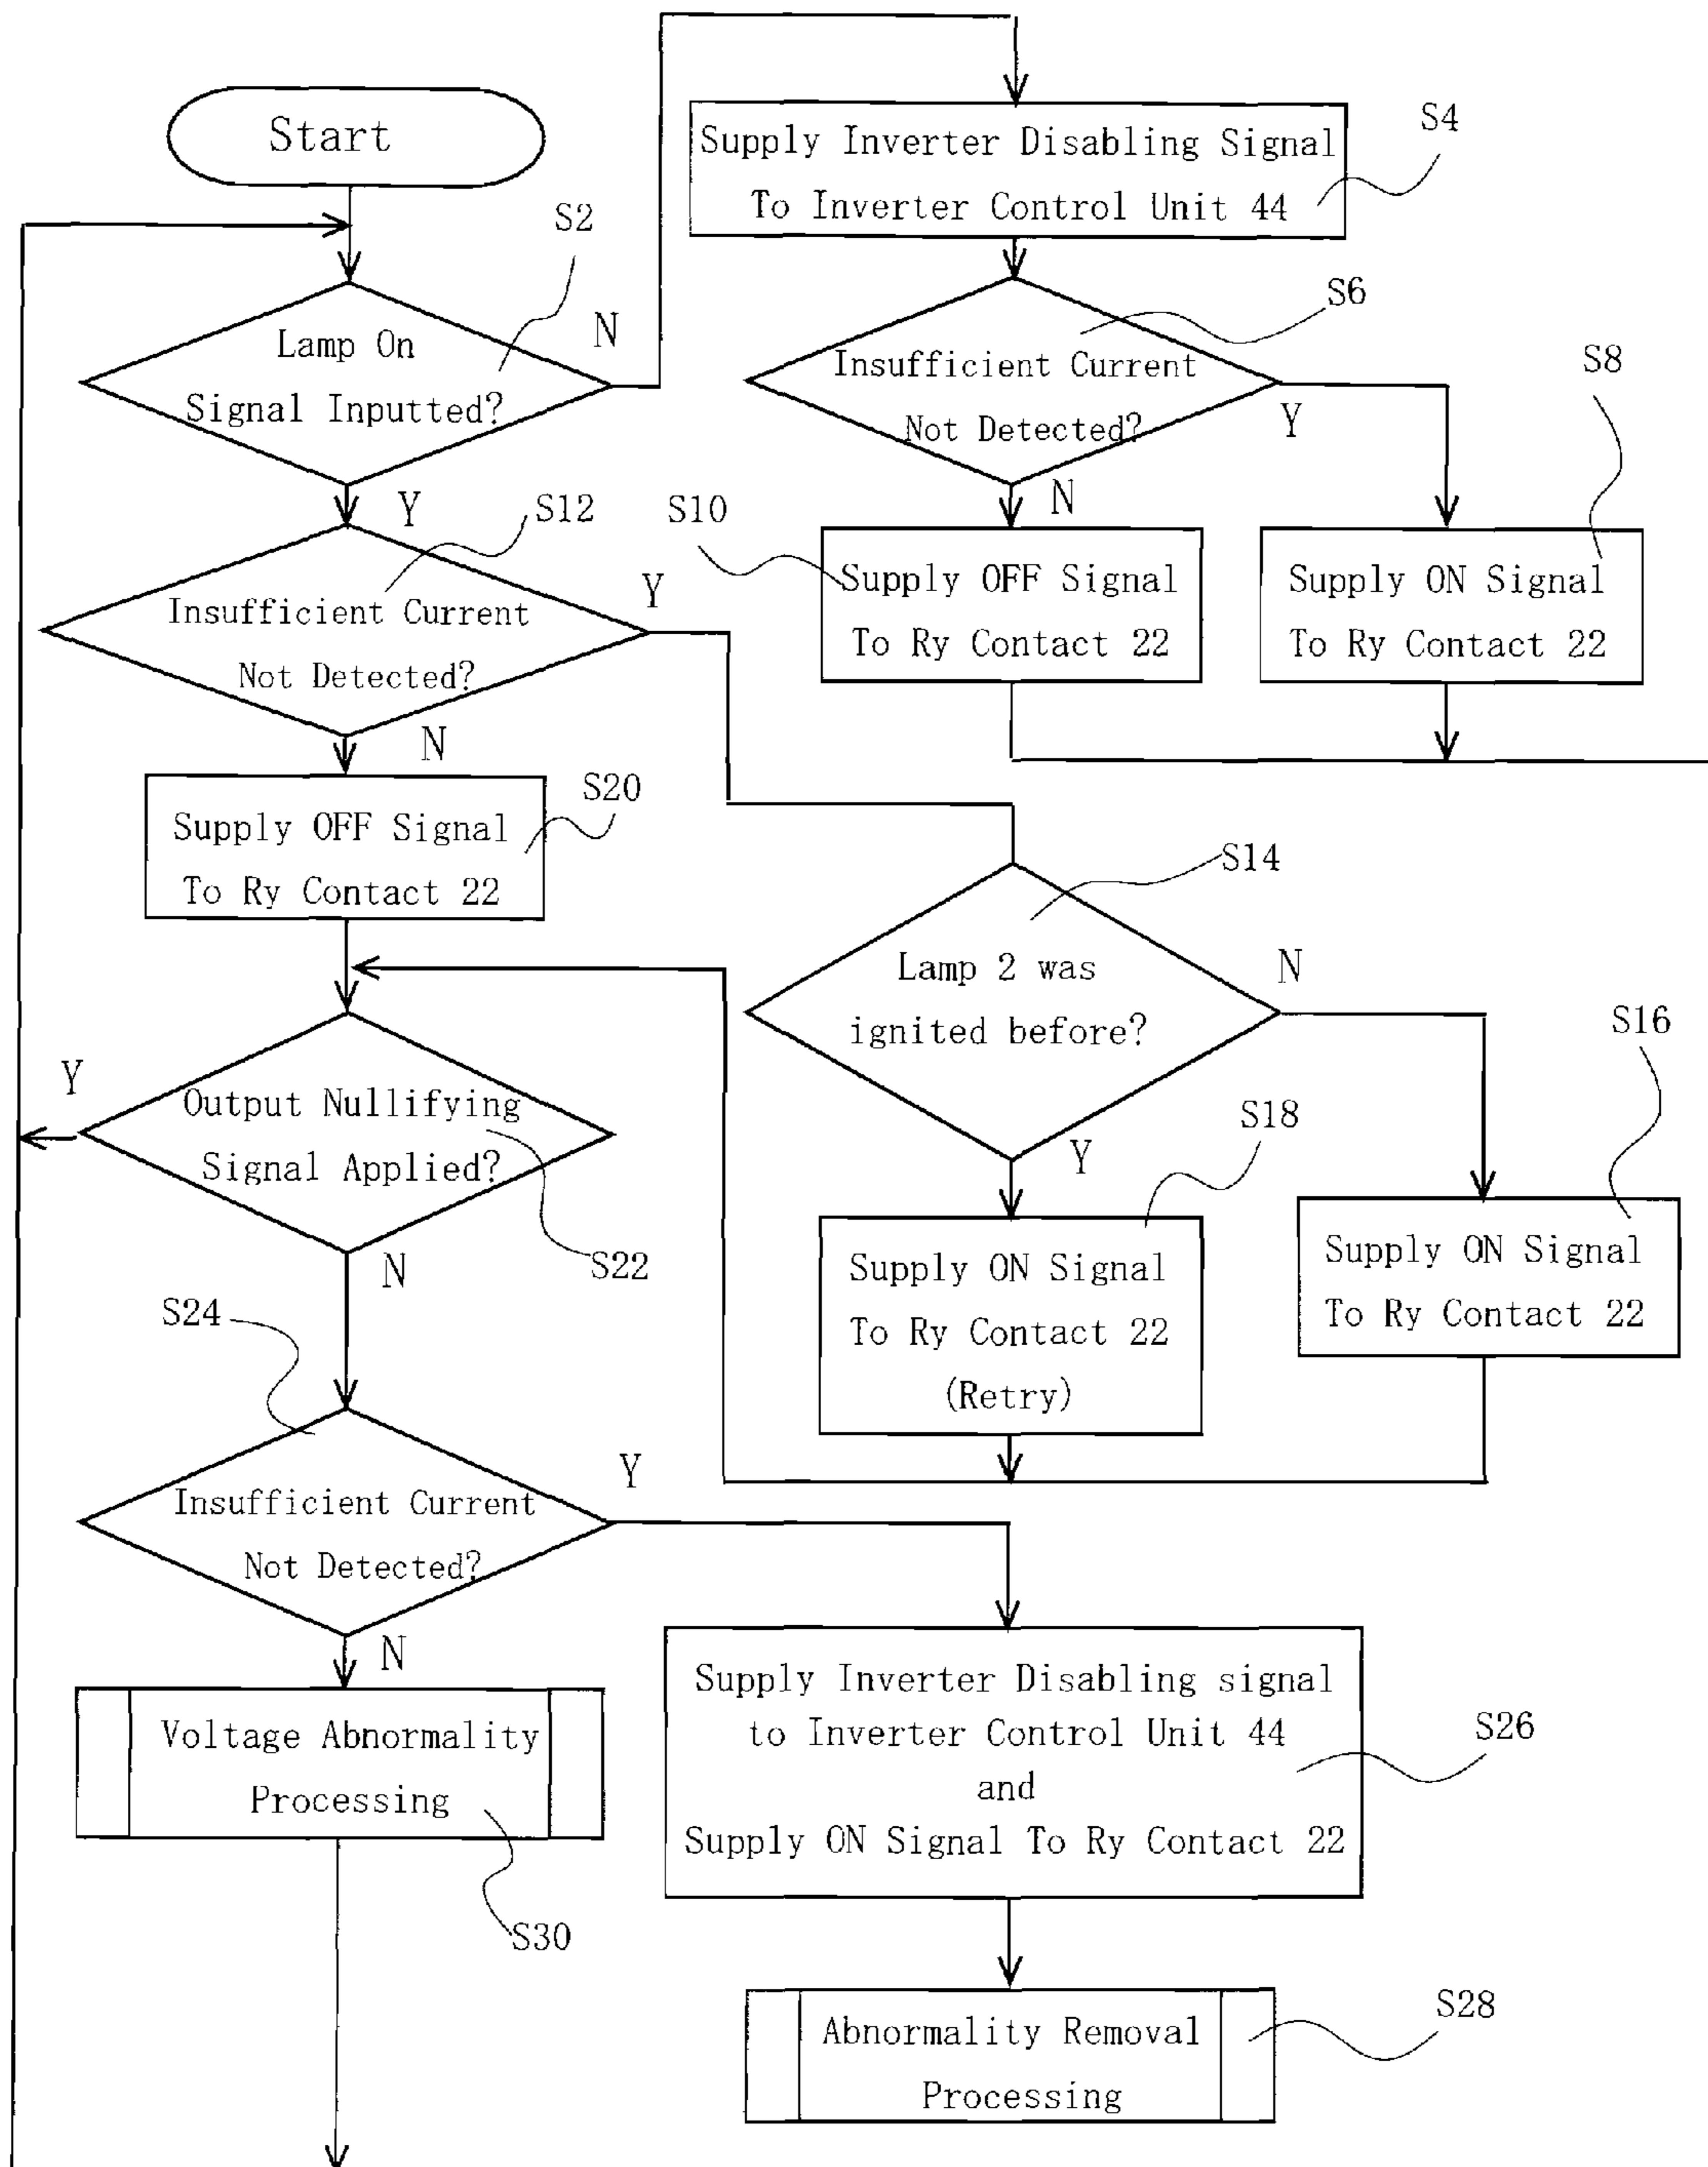 Start
S2
Lamp On
Signal Inputted?
N
Y
Supply Inverter Disabling Signal
To Inverter Control Unit 44
S4
S6
Insufficient Current
Not Detected?
Y
N
S8
Supply ON Signal
To Ry Contact 22
S10
Supply OFF Signal
To Ry Contact 22
S12
Insufficient Current
Not Detected?
Y
N
S20
Supply OFF Signal
To Ry Contact 22
S14
Lamp 2 was
ignited before?
N
Y
S16
Supply ON Signal
To Ry Contact 22
S18
Supply ON Signal
To Ry Contact 22
(Retry)
Y
Output Nullifying
Signal Applied?
S22
N
S24
Insufficient Current
Not Detected?
Y
N
Voltage Abnormality
Processing
S30
Supply Inverter Disabling signal
to Inverter Control Unit 44
and
Supply ON Signal To Ry Contact 22
S26
Abnormality Removal
Processing
S28